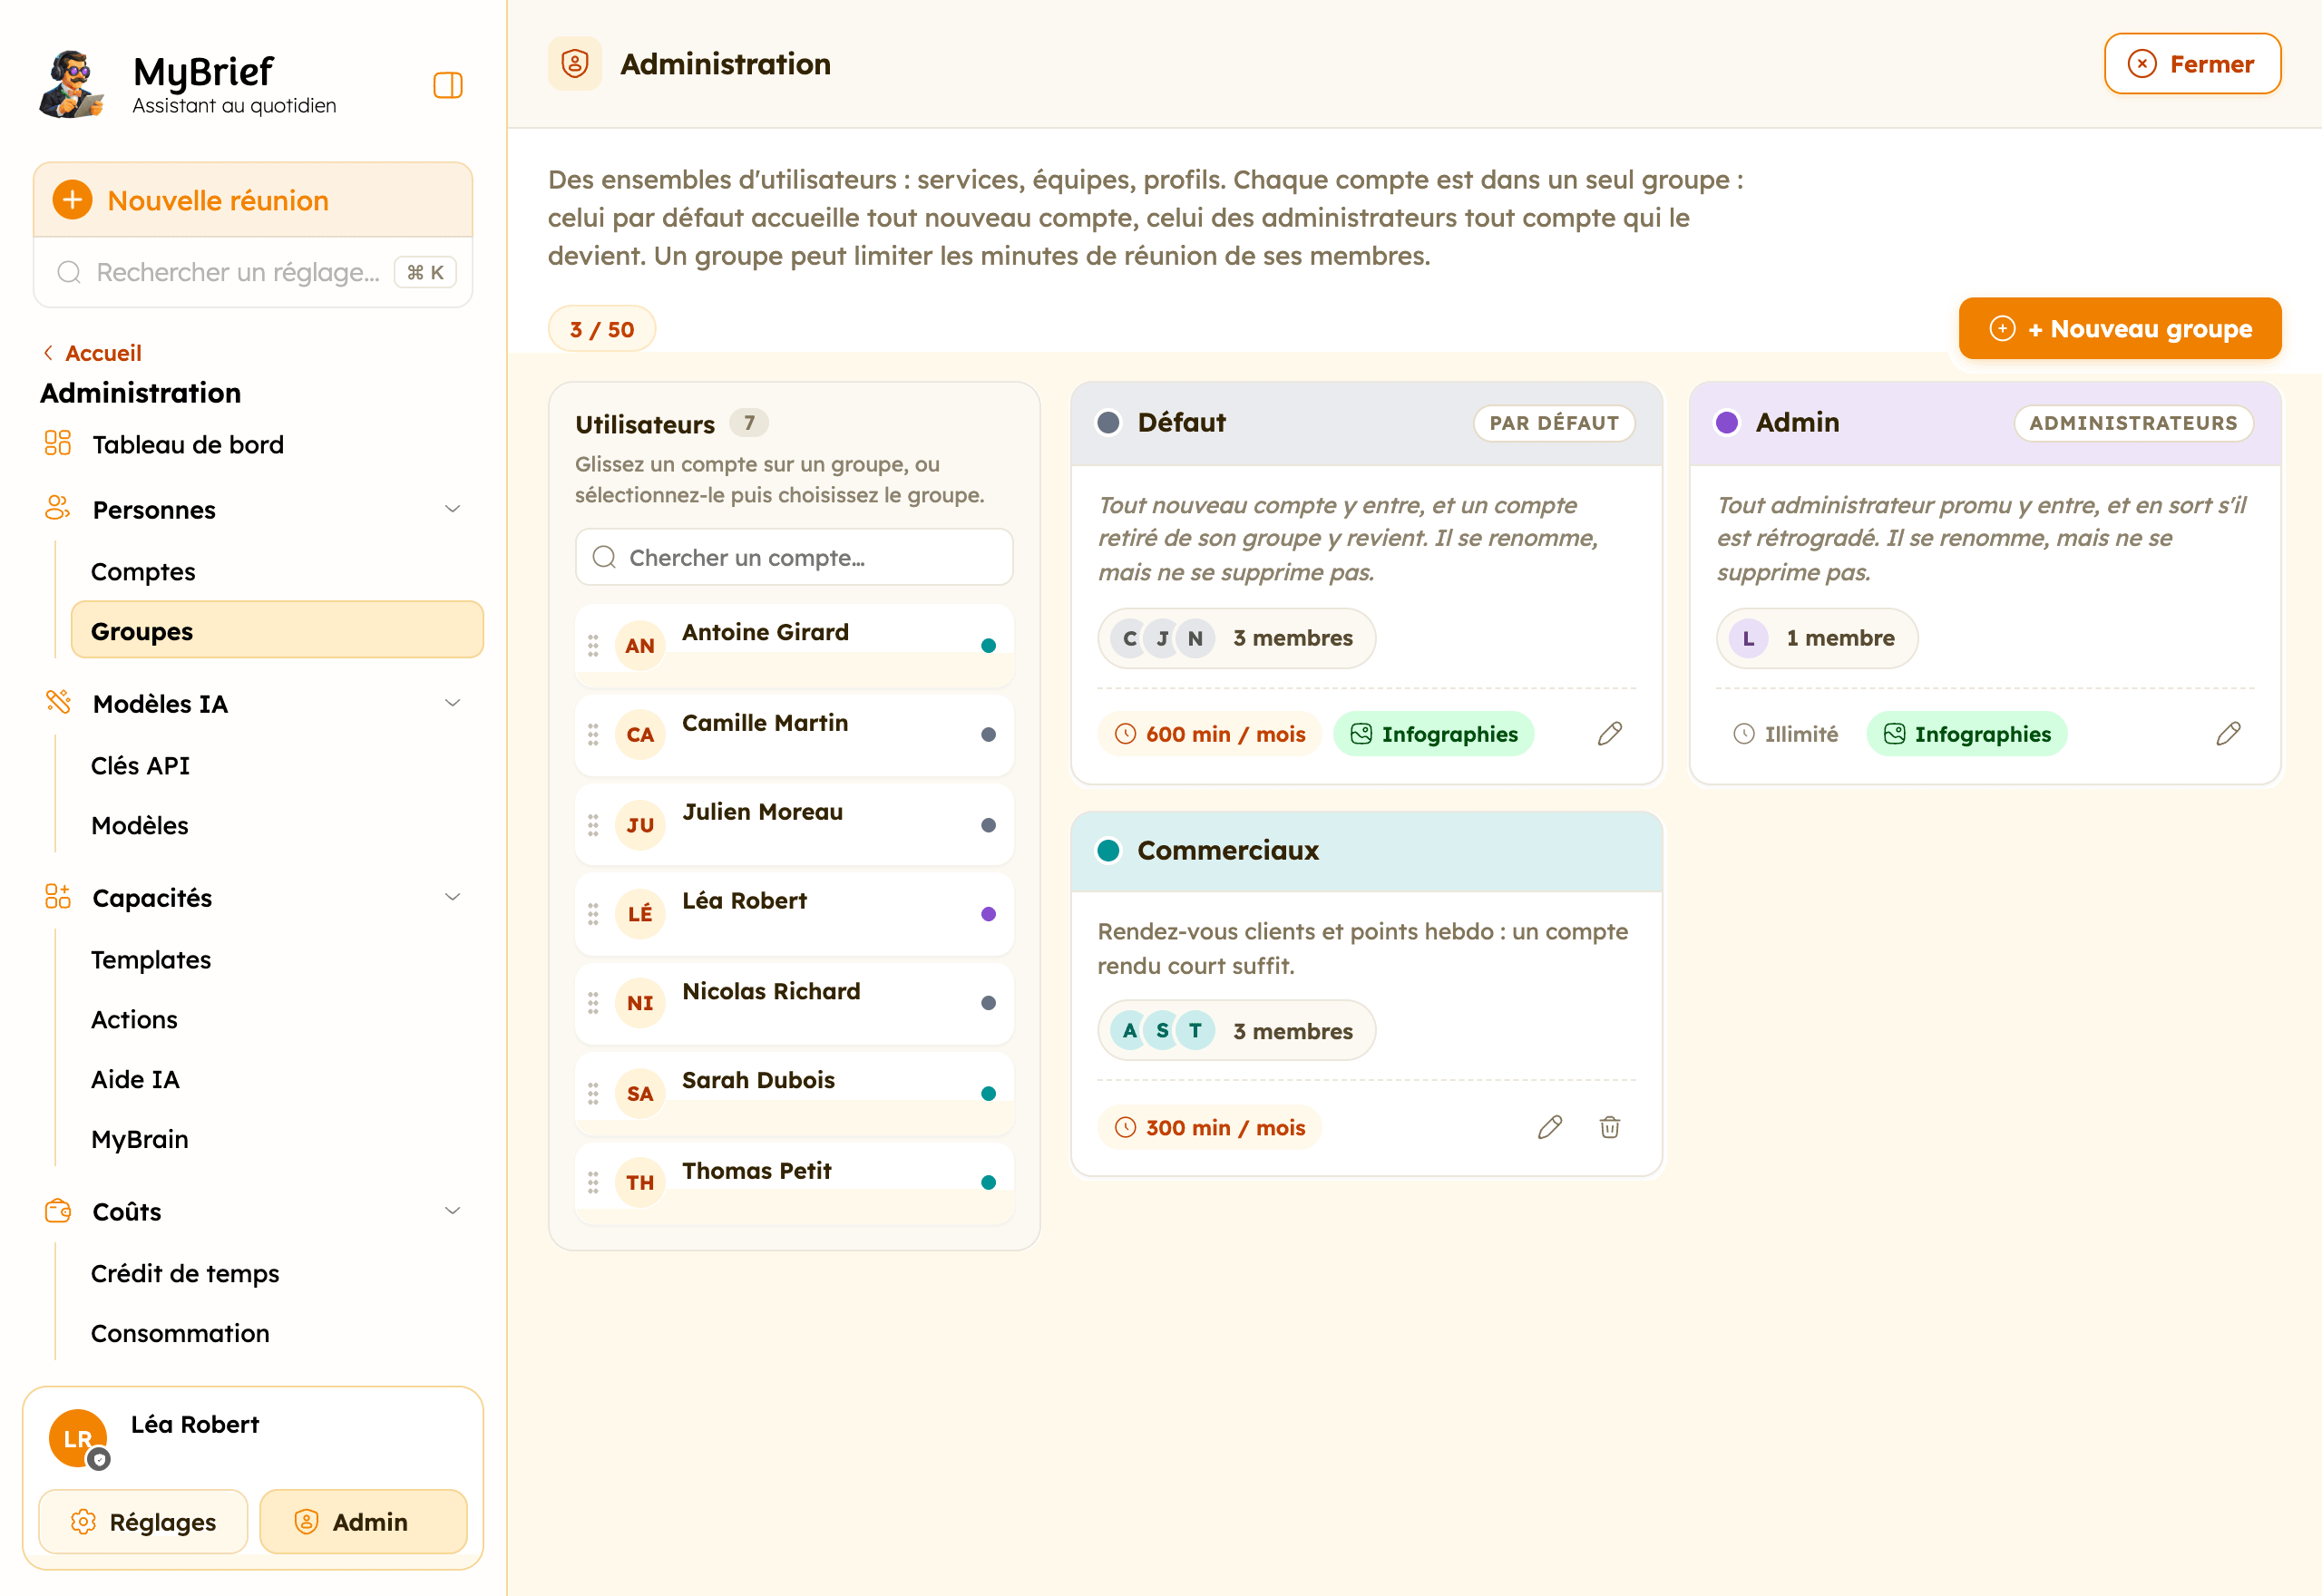 MyBrief
Assistant au quotidien
Nouvelle réunion
Rechercher un réglage... ⌘ K
Accueil
Administration
Tableau de bord
Personnes
Comptes
Groupes
Modèles IA
Clés API
Modèles
Capacités
Templates
Actions
Aide IA
MyBrain
Coûts
Crédit de temps
Consommation
LR
Léa Robert
Réglages
Admin
Administration
Fermer
Des ensembles d'utilisateurs : services, équipes, profils. Chaque compte est dans un seul groupe :
celui par défaut accueille tout nouveau compte, celui des administrateurs tout compte qui le
devient. Un groupe peut limiter les minutes de réunion de ses membres.
3 / 50
+ Nouveau groupe
Utilisateurs 7
Glissez un compte sur un groupe, ou
sélectionnez-le puis choisissez le groupe.
Chercher un compte...
AN Antoine Girard
CA Camille Martin
JU Julien Moreau
LÉ Léa Robert
NI Nicolas Richard
SA Sarah Dubois
TH Thomas Petit
Défaut PAR DÉFAUT
Tout nouveau compte y entre, et un compte
retiré de son groupe y revient. Il se renomme,
mais ne se supprime pas.
C J N 3 membres
600 min / mois Infographies
Admin ADMINISTRATEURS
Tout administrateur promu y entre, et en sort s'il
est rétrogradé. Il se renomme, mais ne se
supprime pas.
L 1 membre
Illimité Infographies
Commerciaux
Rendez-vous clients et points hebdo : un compte
rendu court suffit.
A S T 3 membres
300 min / mois